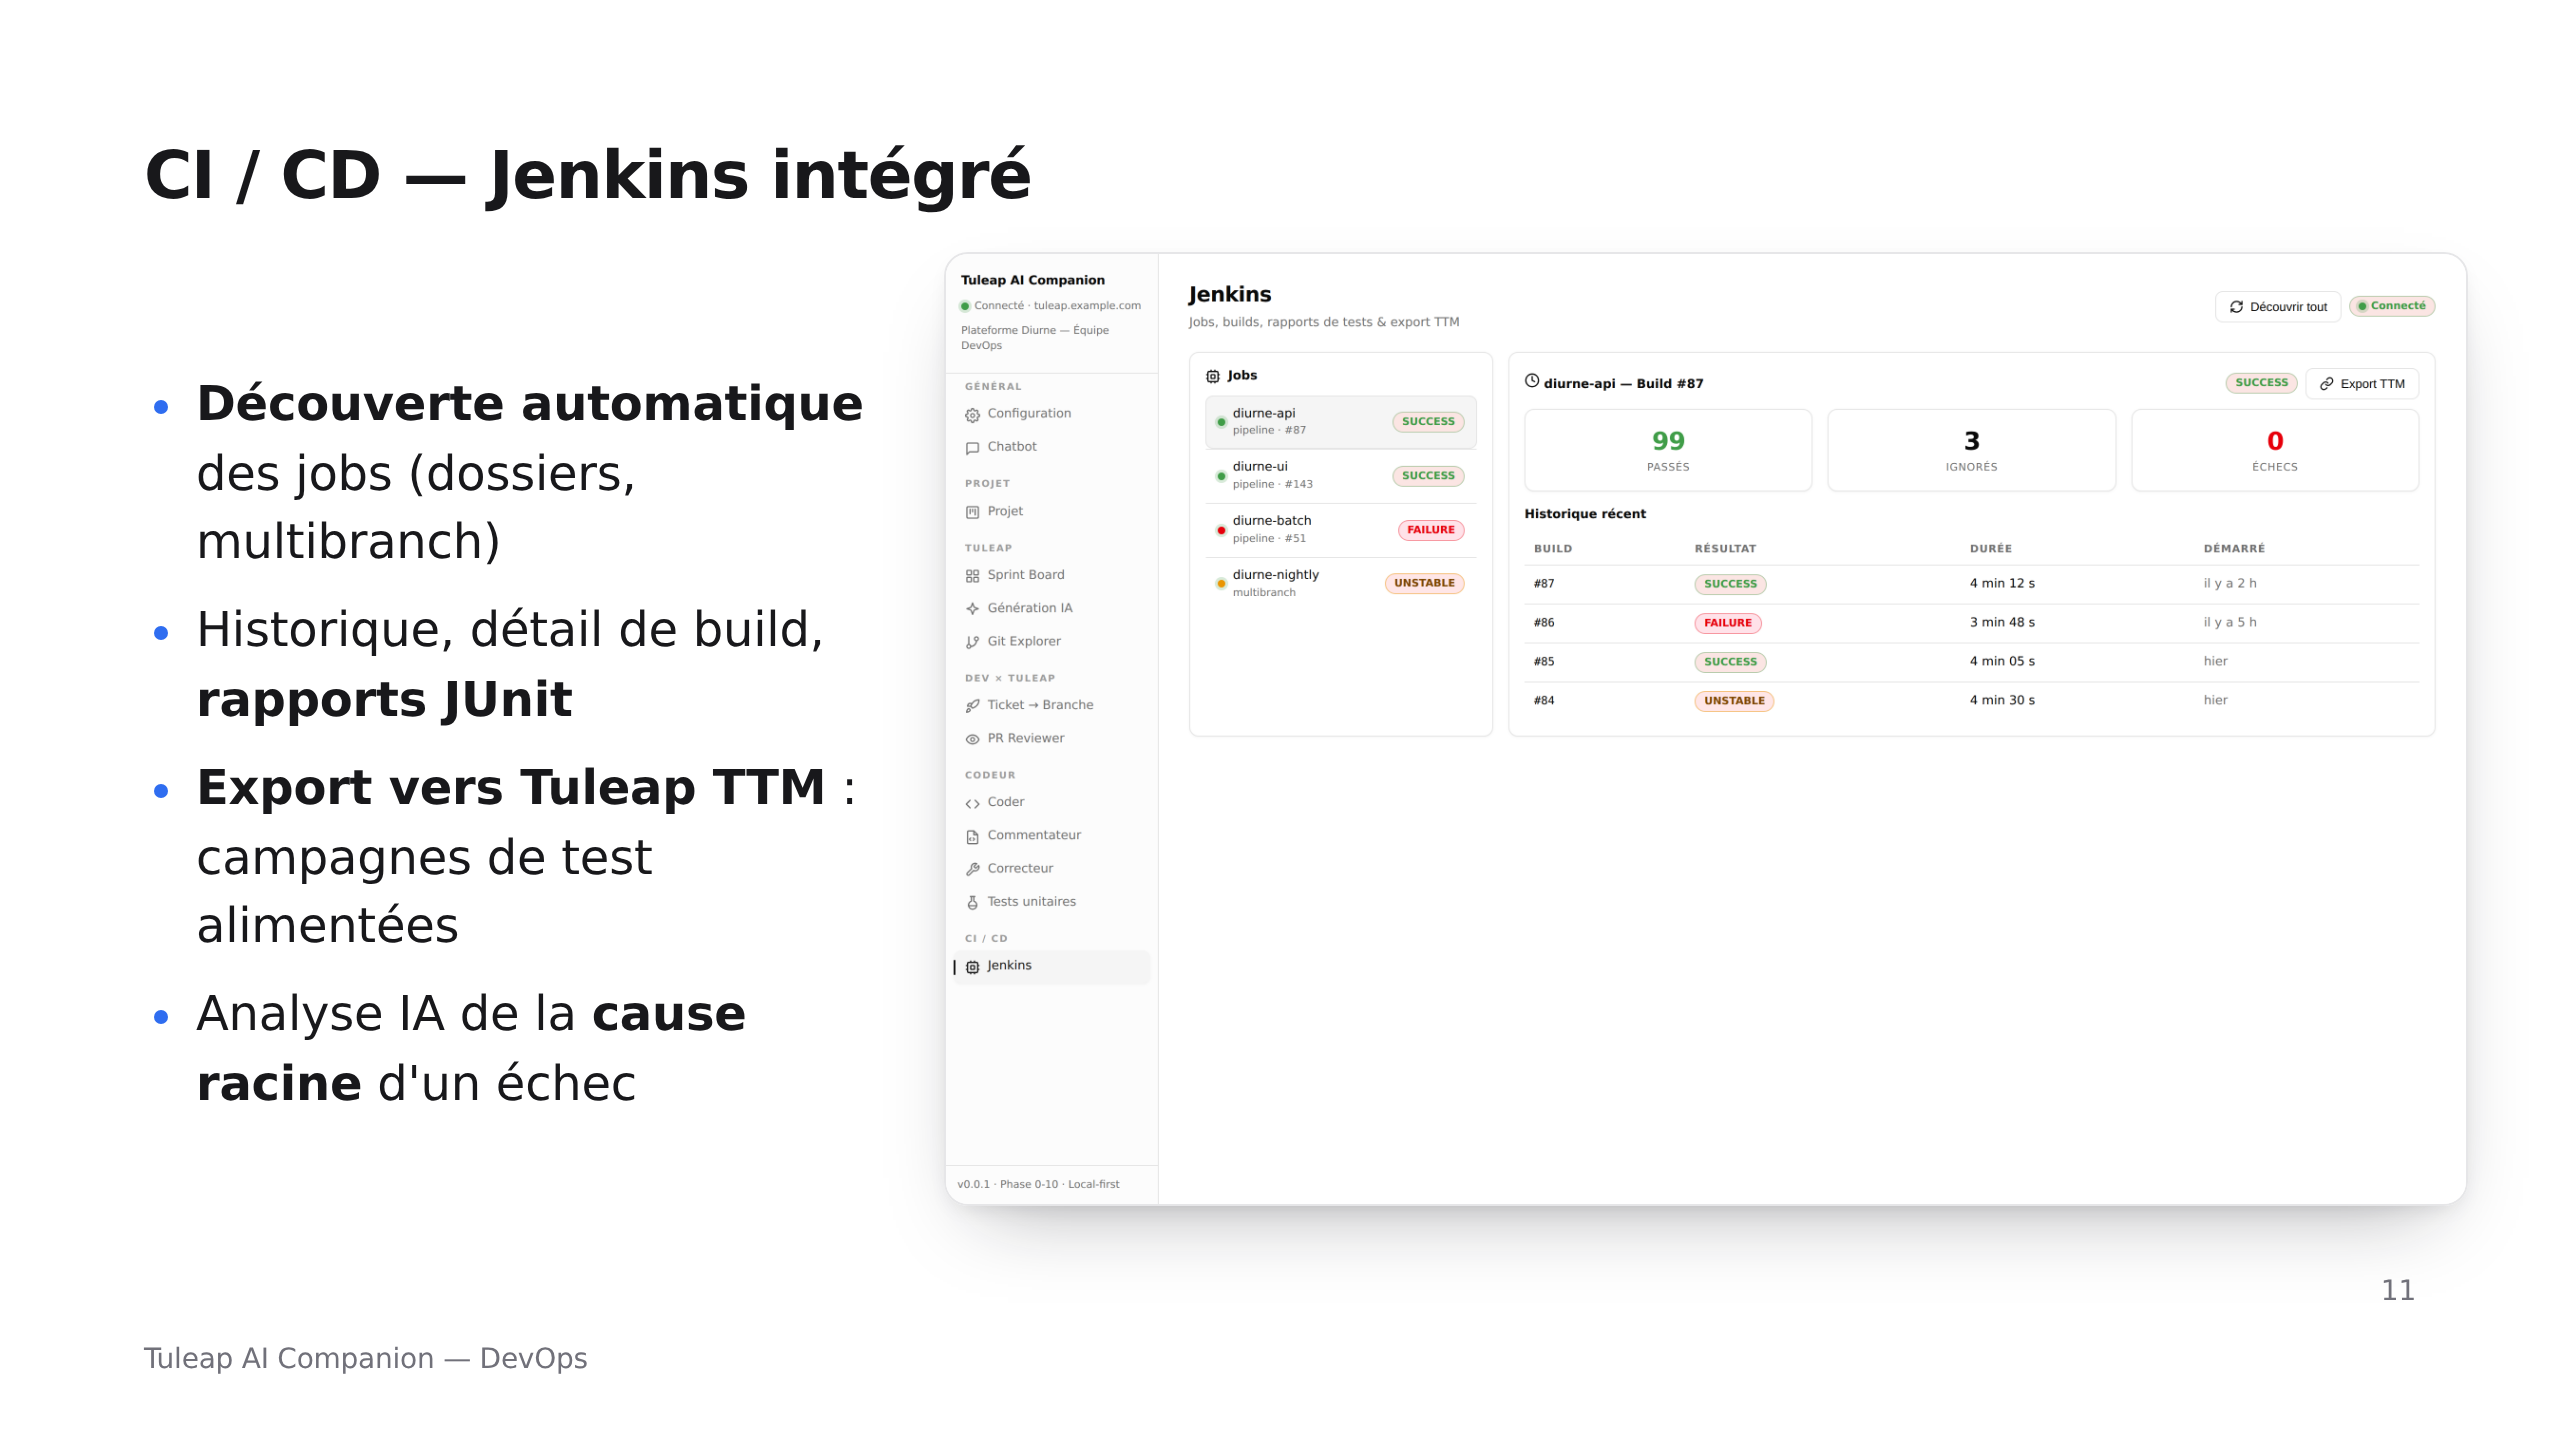 CI / CD — Jenkins intégré
Découverte automatique
des jobs (dossiers,
multibranch)
Historique, détail de build,
rapports JUnit
Export vers Tuleap TTM :
campagnes de test
alimentées
Analyse IA de la cause
racine d'un échec
Tuleap AI Companion
Connecté · tuleap.example.com
Plateforme Diurne — Équipe
DevOps
GÉNÉRAL
Configuration
Chatbot
PROJET
Projet
TULEAP
Sprint Board
Génération IA
Git Explorer
DEV × TULEAP
Ticket → Branche
PR Reviewer
CODEUR
Coder
Commentateur
Correcteur
Tests unitaires
CI / CD
Jenkins
v0.0.1 · Phase 0-10 · Local-first
Jenkins
Jobs, builds, rapports de tests & export TTM
Découvrir tout
Connecté
Jobs
diurne-api
pipeline · #87
SUCCESS
diurne-ui
pipeline · #143
SUCCESS
diurne-batch
pipeline · #51
FAILURE
diurne-nightly
multibranch
UNSTABLE
diurne-api — Build #87
SUCCESS
Export TTM
99
PASSÉS
3
IGNORÉS
0
ÉCHECS
Historique récent
BUILD RÉSULTAT DURÉE DÉMARRÉ
#87 SUCCESS 4 min 12 s il y a 2 h
#86 FAILURE 3 min 48 s il y a 5 h
#85 SUCCESS 4 min 05 s hier
#84 UNSTABLE 4 min 30 s hier
11
Tuleap AI Companion — DevOps